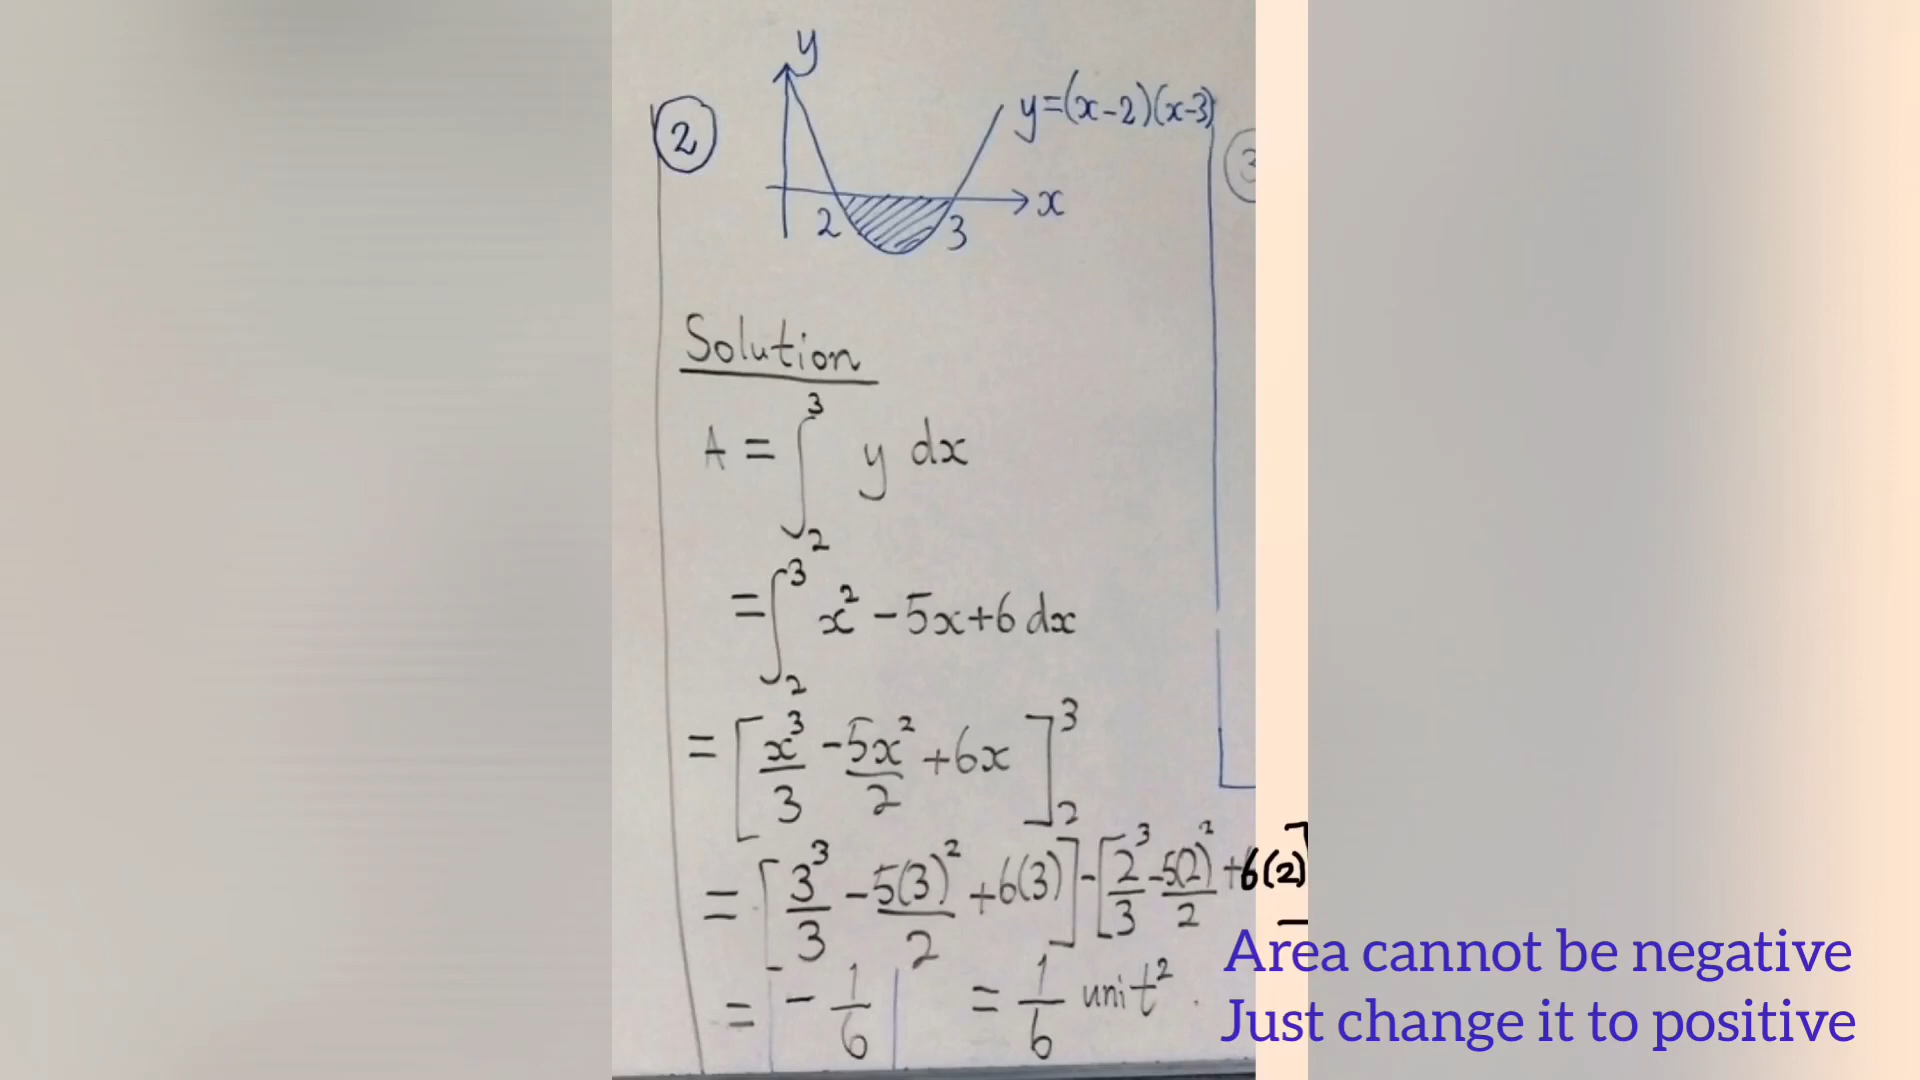 y
② y=(x-2)(x-3)
3
x
2 3
Solution
A = ∫₂³ y dx
= ∫₂³ x² - 5x + 6 dx
= [x³/3 - 5x²/2 + 6x]₂³
= [3³/3 - 5(3)²/2 + 6(3)] - [2³/3 - 5(2)²/2 + 6(2)]
= |-1/6| = 1/6 unit².
Area cannot be negative
Just change it to positive